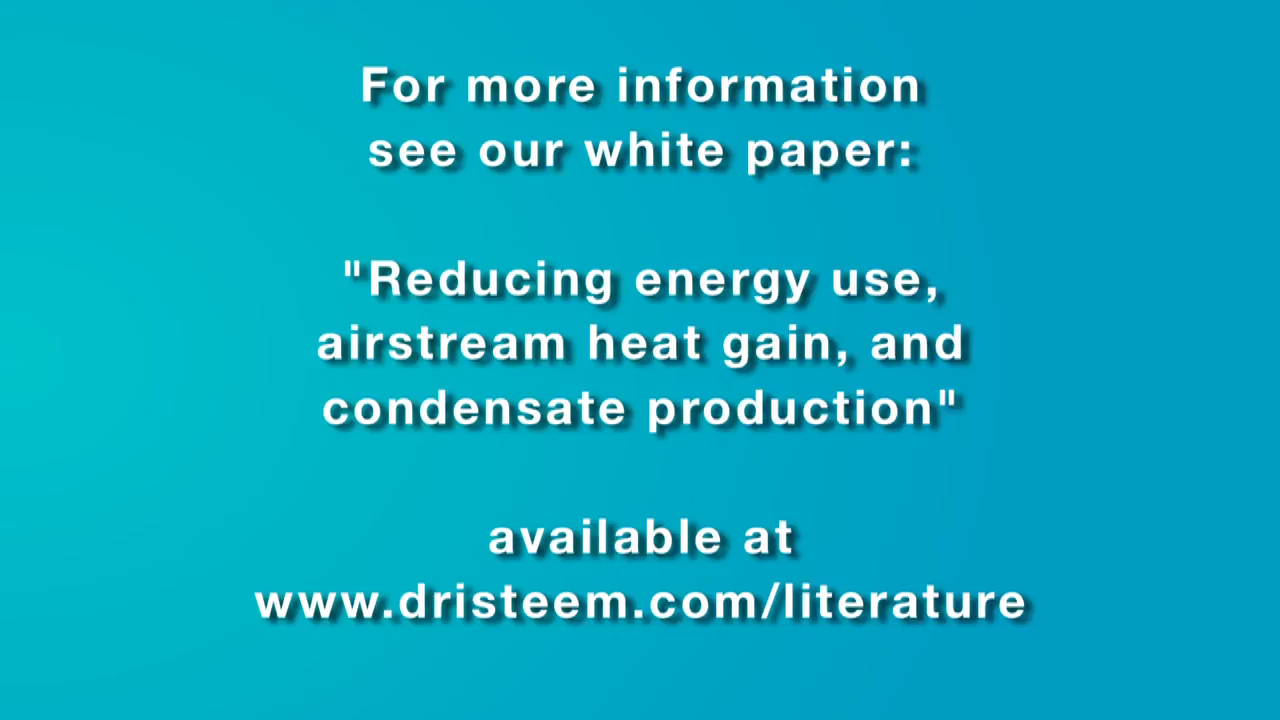 For more information
see our white paper:
"Reducing energy use,
airstream heat gain, and
condensate production"
available at
www.dristeem.com/literature